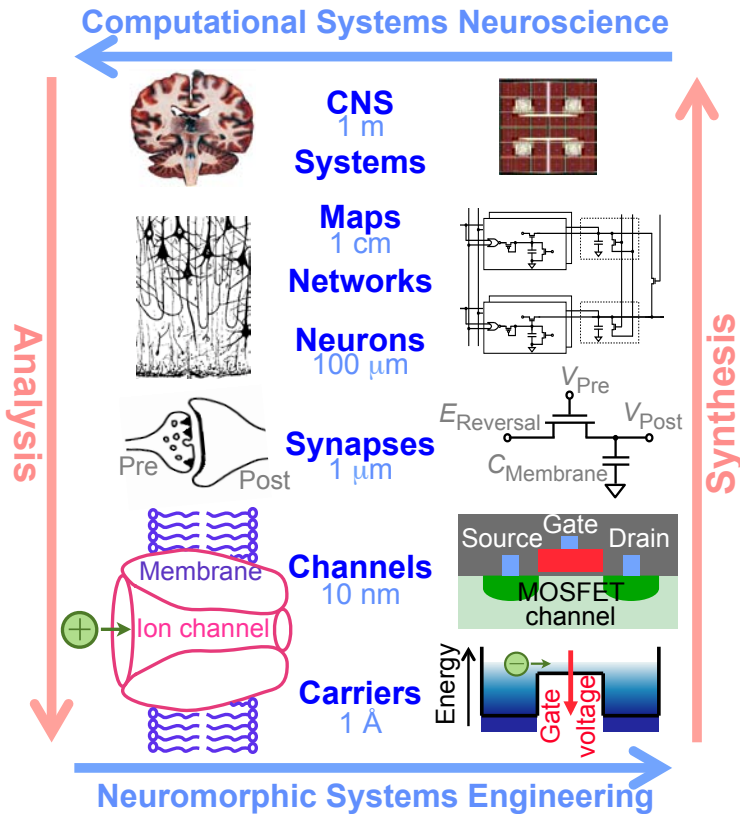 Computational Systems Neuroscience
Analysis
Synthesis
CNS
1 m
Systems
Maps
1 cm
Networks
Neurons
100 μm
V_Pre
E_Reversal
V_Post
C_Membrane
Pre
Post
Synapses
1 μm
Membrane
Ion channel
+
Channels
10 nm
Source
Gate
Drain
MOSFET
channel
Carriers
1 Å
Energy
−
Gate
voltage
Neuromorphic Systems Engineering